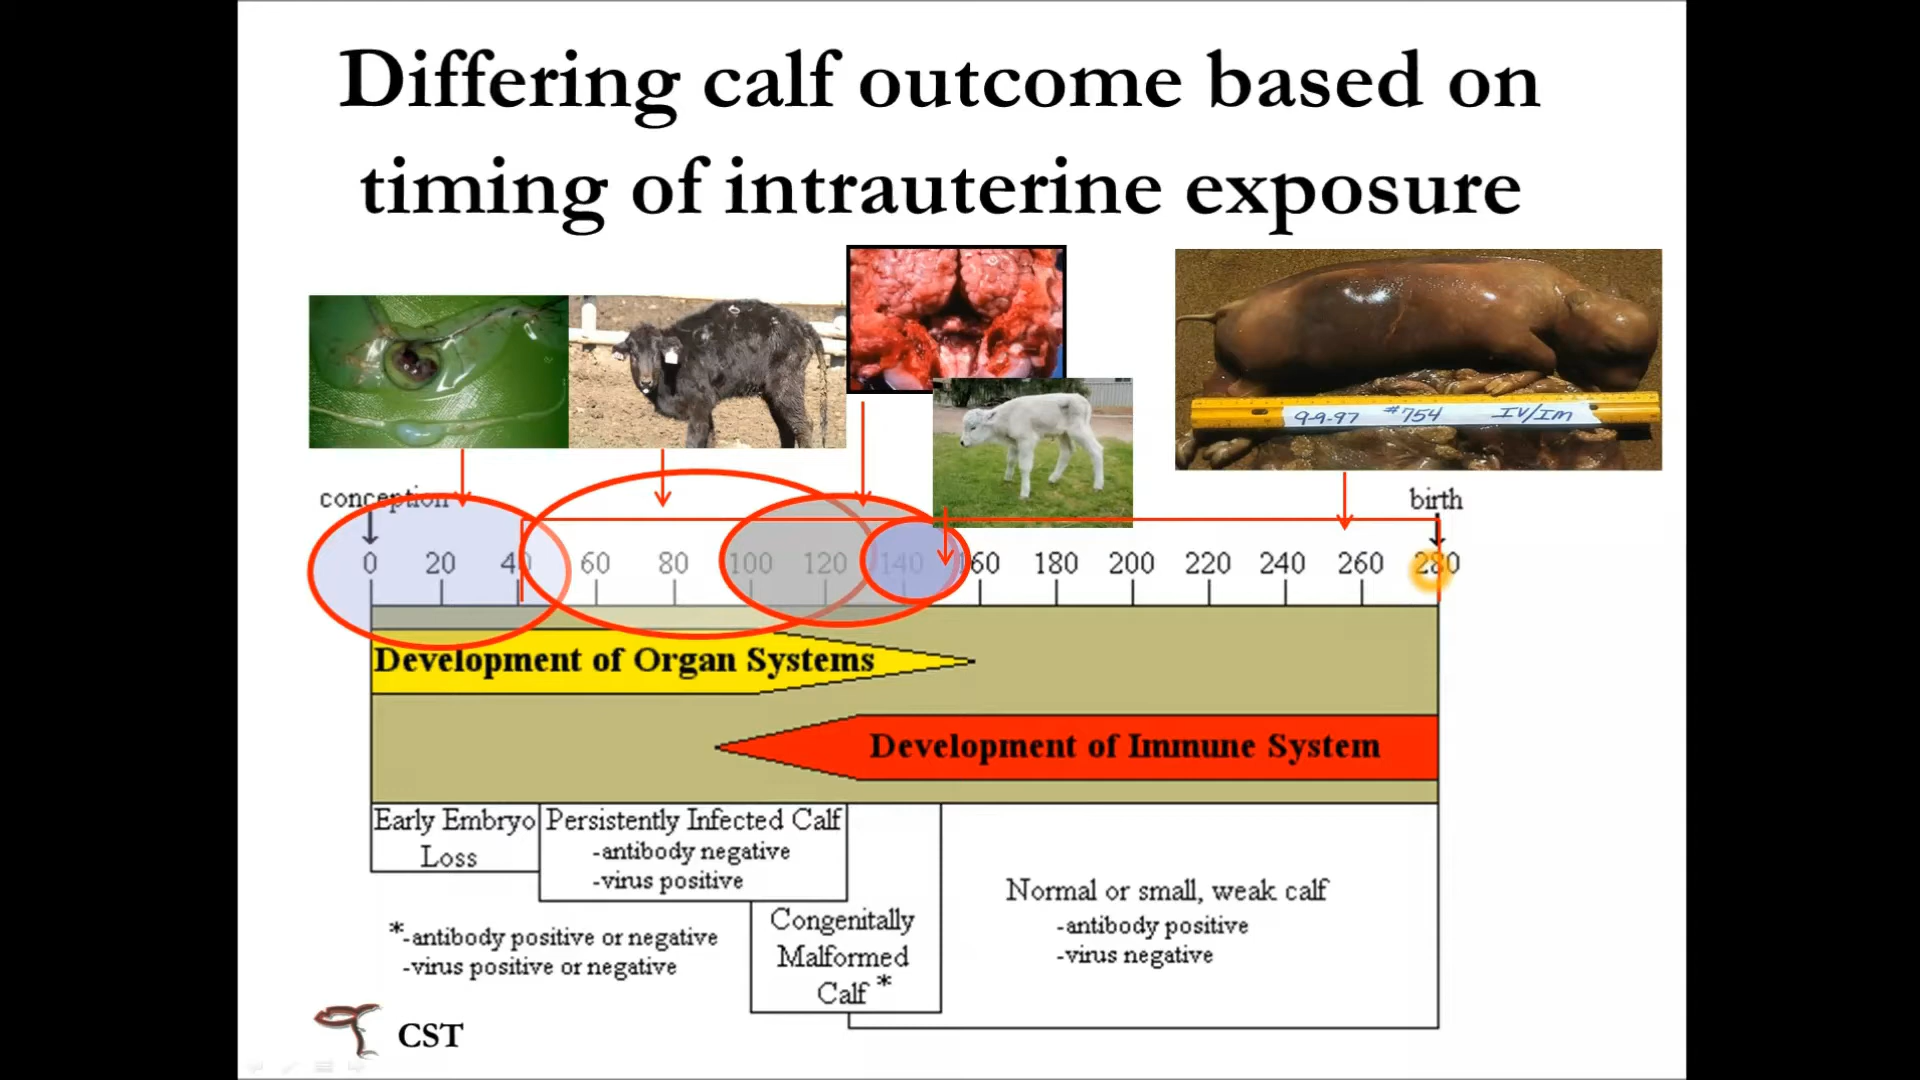 Differing calf outcome based on
timing of intrauterine exposure
9-9-97 #754 IV/IM
conception
birth
0 20 40 60 80 100 120 140 160 180 200 220 240 260 280
Development of Organ Systems
Development of Immune System
Early Embryo
Loss
Persistently Infected Calf
-antibody negative
-virus positive
Congenitally
Malformed
Calf *
Normal or small, weak calf
-antibody positive
-virus negative
*-antibody positive or negative
-virus positive or negative
CST